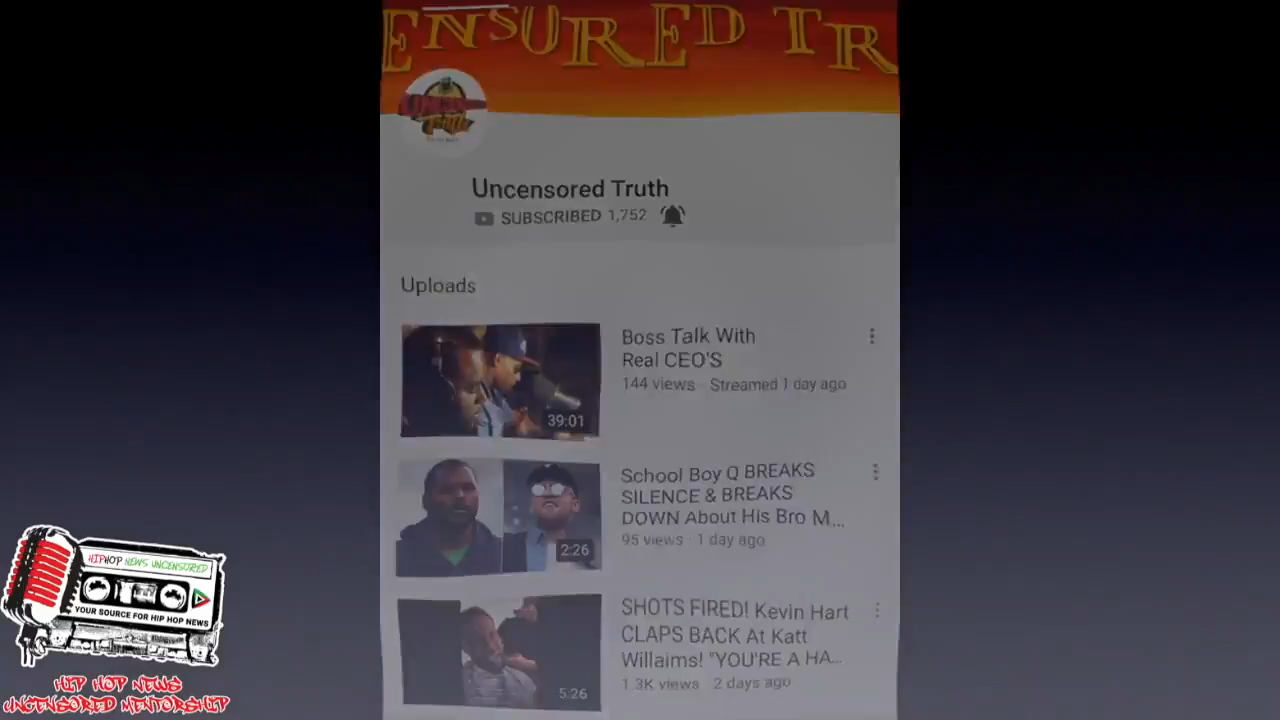 ENSURED TR
Uncensored Truth
SUBSCRIBED 1,752
Uploads
39:01
Boss Talk With
Real CEO'S
144 views · Streamed 1 day ago
2:26
School Boy Q BREAKS
SILENCE & BREAKS
DOWN About His Bro M...
95 views · 1 day ago
5:26
SHOTS FIRED! Kevin Hart
CLAPS BACK At Katt
Willaims! "YOU'RE A HA...
1.3K views · 2 days ago
HIPHOP NEWS UNCENSORED
YOUR SOURCE FOR HIP HOP NEWS
HIP HOP NEWS
UNCENSORED MENTORSHIP